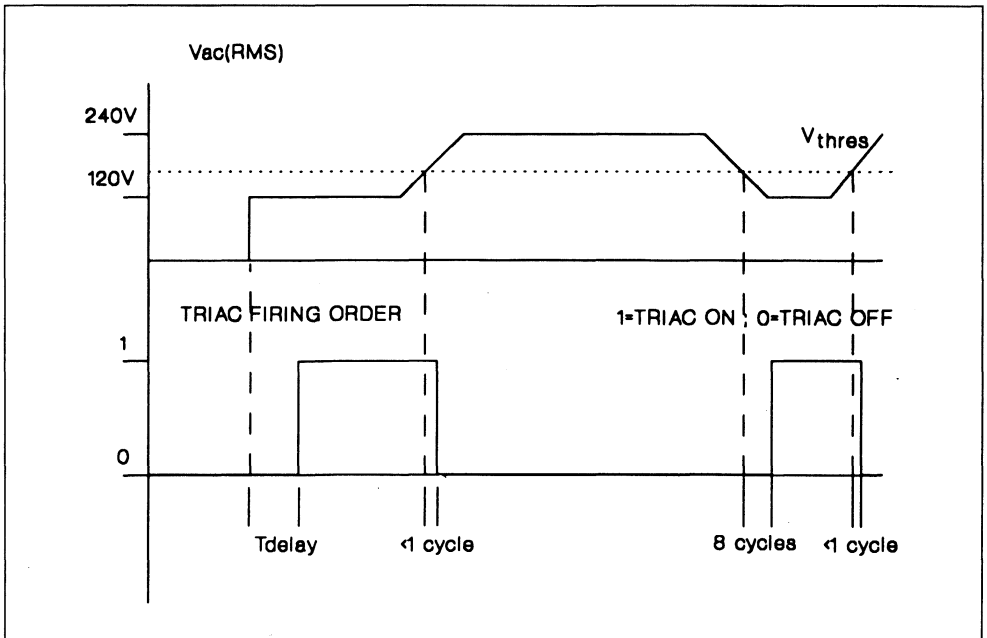 Vac(RMS)
240V
Vthres
120V
TRIAC FIRING ORDER
1=TRIAC ON ; 0=TRIAC OFF
1
0
Tdelay
<1 cycle
8 cycles
<1 cycle